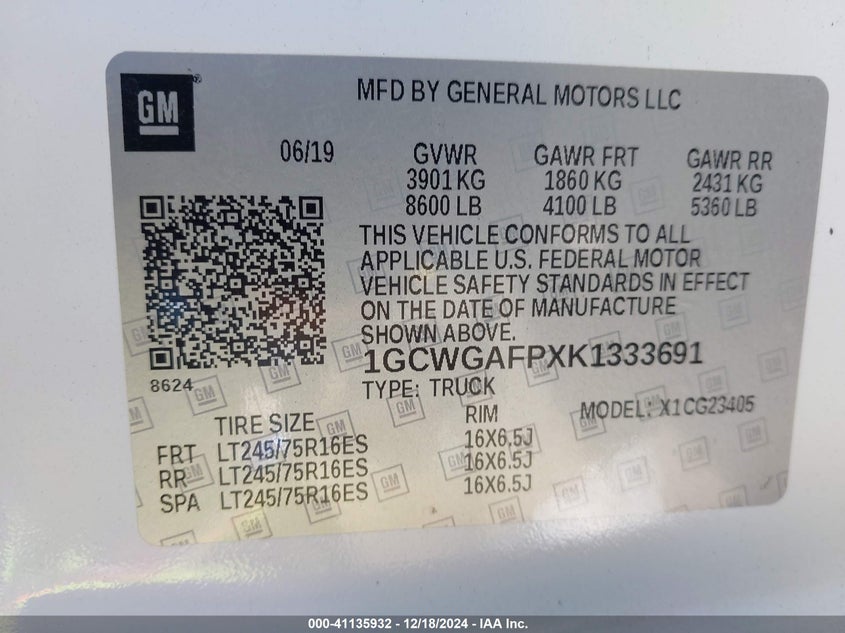 GM
MFD BY GENERAL MOTORS LLC
06/19 GVWR GAWR FRT GAWR RR
3901 KG 1860 KG 2431 KG
8600 LB 4100 LB 5360 LB
THIS VEHICLE CONFORMS TO ALL
APPLICABLE U.S. FEDERAL MOTOR
VEHICLE SAFETY STANDARDS IN EFFECT
ON THE DATE OF MANUFACTURE
SHOWN ABOVE.
8624
1GCWGAFPXK1333691
TYPE: TRUCK
TIRE SIZE RIM MODEL: X1CG23405
FRT LT245/75R16ES 16X6.5J
RR LT245/75R16ES 16X6.5J
SPA LT245/75R16ES 16X6.5J
000-41135932 - 12/18/2024 - IAA Inc.